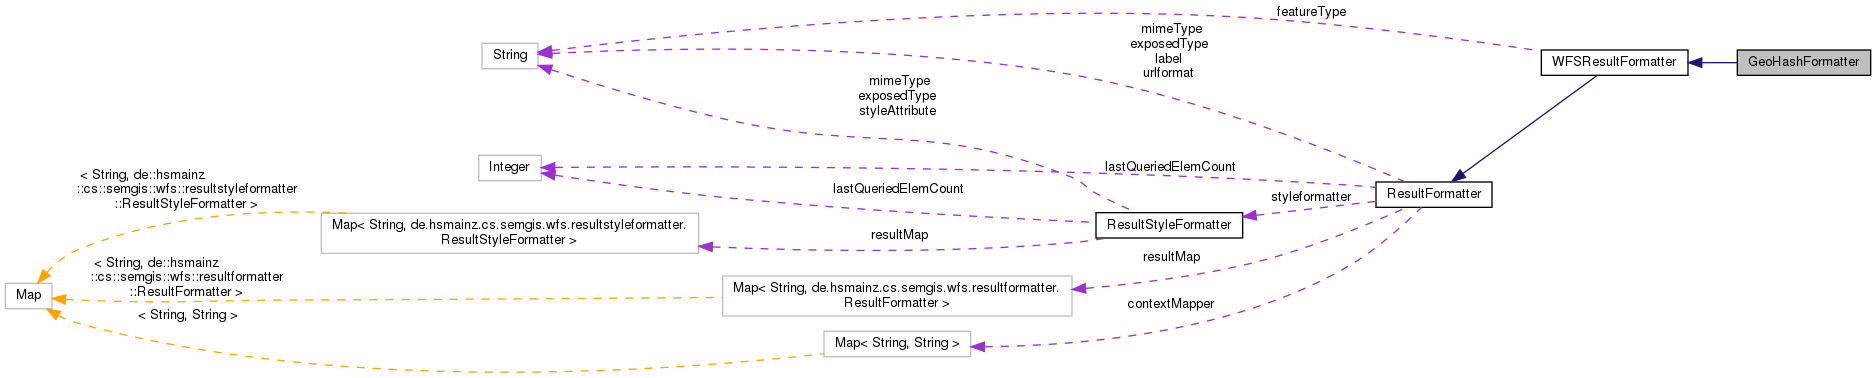 featureType
mimeType
exposedType
label
urlformat
String
WFSResultFormatter
GeoHashFormatter
mimeType
exposedType
styleAttribute
Integer
lastQueriedElemCount
< String, de::hsmainz
::cs::semgis::wfs::resultstyleformatter
::ResultStyleFormatter >
lastQueriedElemCount
styleformatter
ResultFormatter
Map< String, de.hsmainz.cs.semgis.wfs.resultstyleformatter.
ResultStyleFormatter >
resultMap
ResultStyleFormatter
< String, de::hsmainz
::cs::semgis::wfs::resultformatter
::ResultFormatter >
resultMap
Map
Map< String, de.hsmainz.cs.semgis.wfs.resultformatter.
ResultFormatter >
contextMapper
< String, String >
Map< String, String >